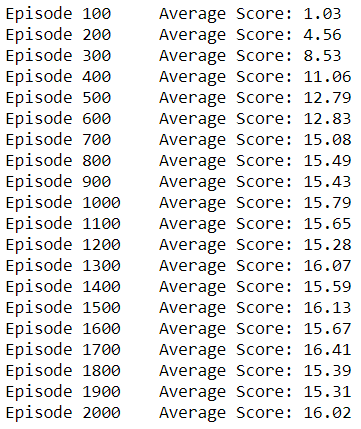 Episode 100 Average Score: 1.03
Episode 200 Average Score: 4.56
Episode 300 Average Score: 8.53
Episode 400 Average Score: 11.06
Episode 500 Average Score: 12.79
Episode 600 Average Score: 12.83
Episode 700 Average Score: 15.08
Episode 800 Average Score: 15.49
Episode 900 Average Score: 15.43
Episode 1000 Average Score: 15.79
Episode 1100 Average Score: 15.65
Episode 1200 Average Score: 15.28
Episode 1300 Average Score: 16.07
Episode 1400 Average Score: 15.59
Episode 1500 Average Score: 16.13
Episode 1600 Average Score: 15.67
Episode 1700 Average Score: 16.41
Episode 1800 Average Score: 15.39
Episode 1900 Average Score: 15.31
Episode 2000 Average Score: 16.02